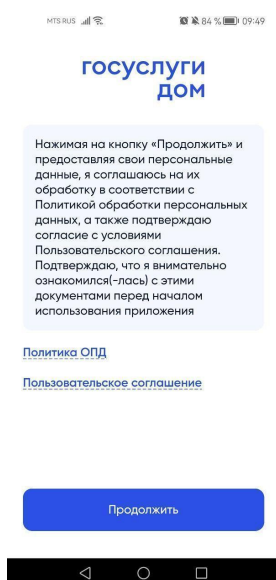 MTS RUS 84 % 09:49
госуслуги
дом
Нажимая на кнопку «Продолжить» и
предоставляя свои персональные
данные, я соглашаюсь на их
обработку в соответствии с
Политикой обработки персональных
данных, а также подтверждаю
согласие с условиями
Пользовательского соглашения.
Подтверждаю, что я внимательно
ознакомился(-лась) с этими
документами перед началом
использования приложения
Политика ОПД
Пользовательское соглашение
Продолжить